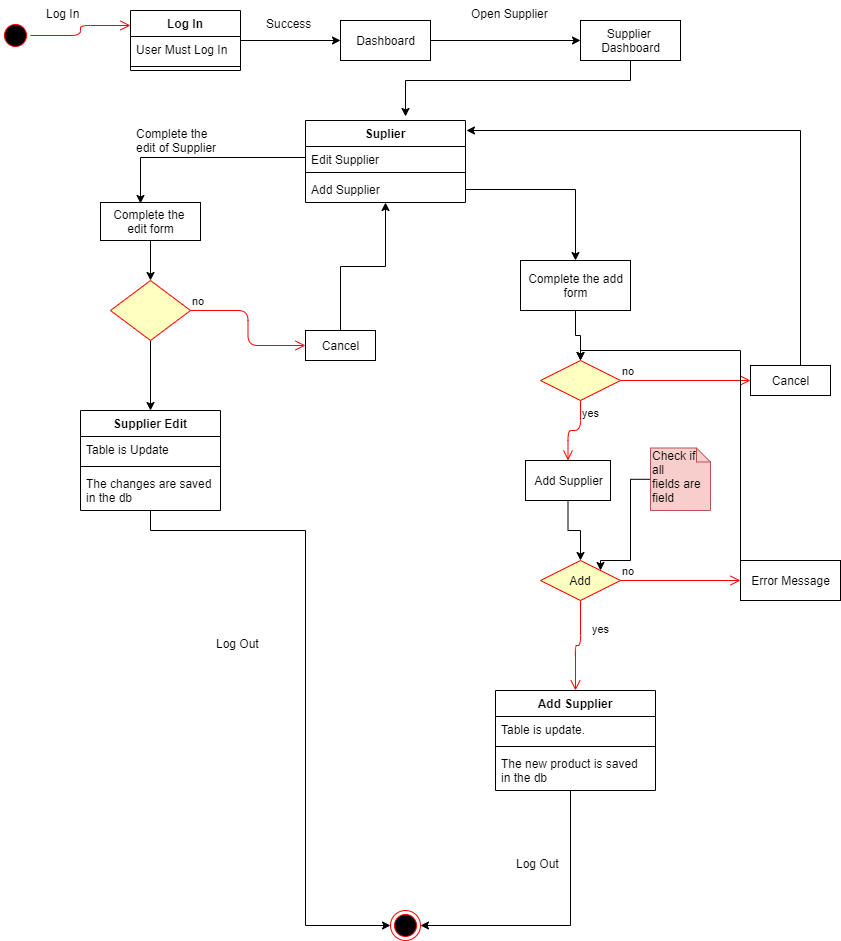 Log In
Log In
User Must Log In
Success
Dashboard
Open Supplier
Supplier
Dashboard
Suplier
Edit Supplier
Add Supplier
Complete the
edit of Supplier
Complete the
edit form
no
Cancel
Complete the add
form
no
Cancel
yes
Supplier Edit
Table is Update
The changes are saved
in the db
Add Supplier
Check if
all
fields are
field
Add
no
Error Message
yes
Log Out
Add Supplier
Table is update.
The new product is saved
in the db
Log Out